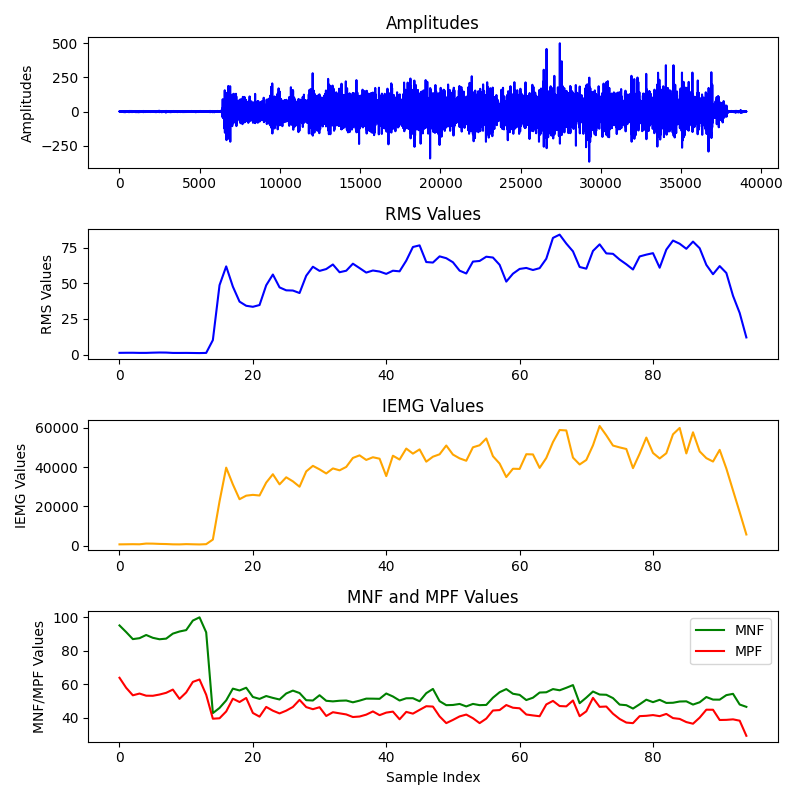 Amplitudes
Amplitudes
500
250
0
−250
0 5000 10000 15000 20000 25000 30000 35000 40000
RMS Values
RMS Values
75
50
25
0
0 20 40 60 80
IEMG Values
IEMG Values
60000
40000
20000
0
0 20 40 60 80
MNF and MPF Values
MNF/MPF Values
100
80
60
40
MNF
MPF
0 20 40 60 80
Sample Index